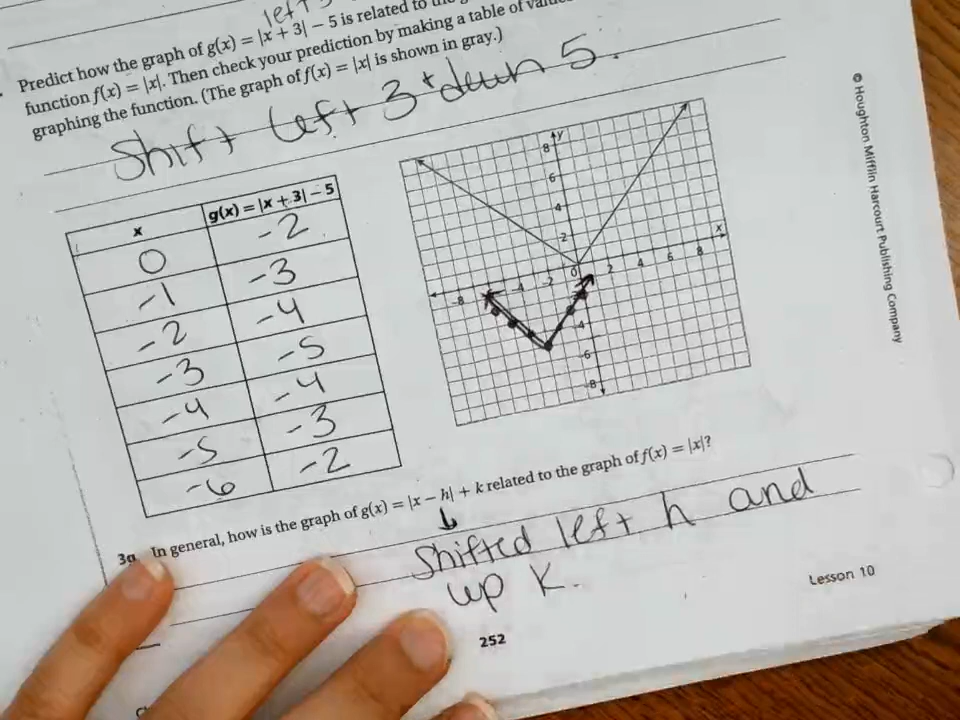 left 3
Predict how the graph of g(x) = |x + 3| − 5 is related to
function f(x) = |x|. Then check your prediction by making a table of values
graphing the function. (The graph of f(x) = |x| is shown in gray.)
Shift left 3 + down 5.
x g(x) = |x + 3| − 5
0 -2
-1 -3
-2 -4
-3 -5
-4 -4
-5 -3
-6 -2
y
8
6
4
2
x
-8 -4 -2 0 2 4 6 8
-4
-6
-8
3a In general, how is the graph of g(x) = |x − h| + k related to the graph of f(x) = |x|?
Shifted left h and
up k.
Lesson 10
252
© Houghton Mifflin Harcourt Publishing Company